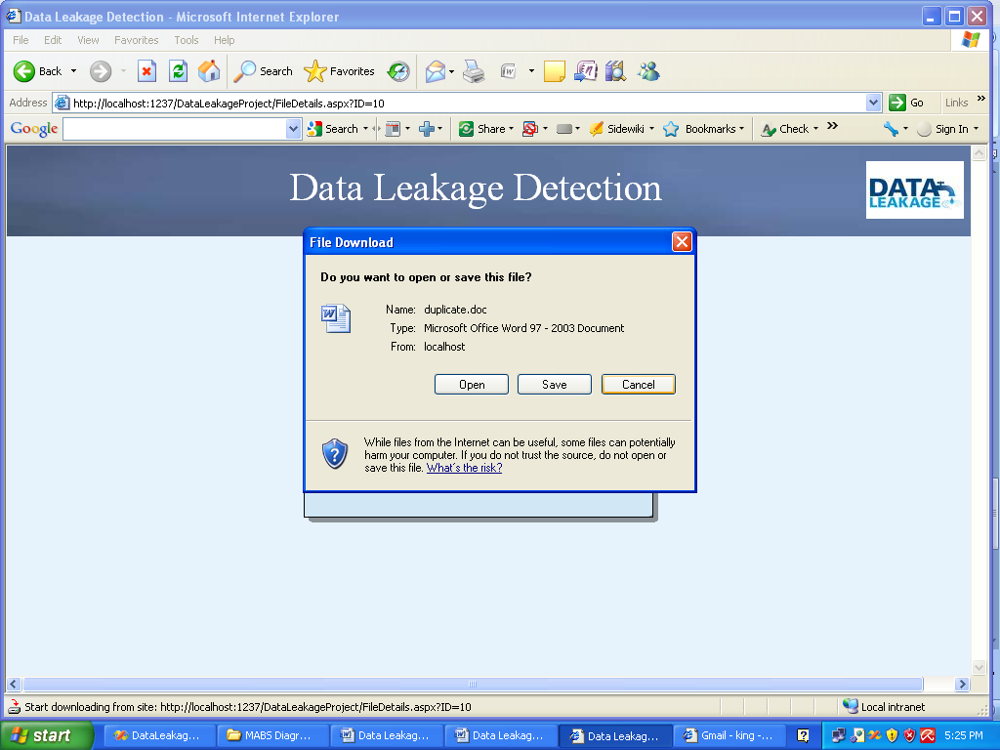 Data Leakage Detection - Microsoft Internet Explorer
File Edit View Favorites Tools Help
Back Search Favorites
Address http://localhost:1237/DataLeakageProject/FileDetails.aspx?ID=10 Go Links »
Google Search Share Sidewiki Bookmarks Check » Sign In
Data Leakage Detection
DATA
LEAKAGE
File Download
Do you want to open or save this file?
Name: duplicate.doc
Type: Microsoft Office Word 97 - 2003 Document
From: localhost
Open Save Cancel
While files from the Internet can be useful, some files can potentially
harm your computer. If you do not trust the source, do not open or
save this file. What's the risk?
Start downloading from site: http://localhost:1237/DataLeakageProject/FileDetails.aspx?ID=10 Local intranet
start DataLeakag... MABS Diagr... Data Leakag... Data Leakag... Data Leakag... Gmail - king -... 5:25 PM